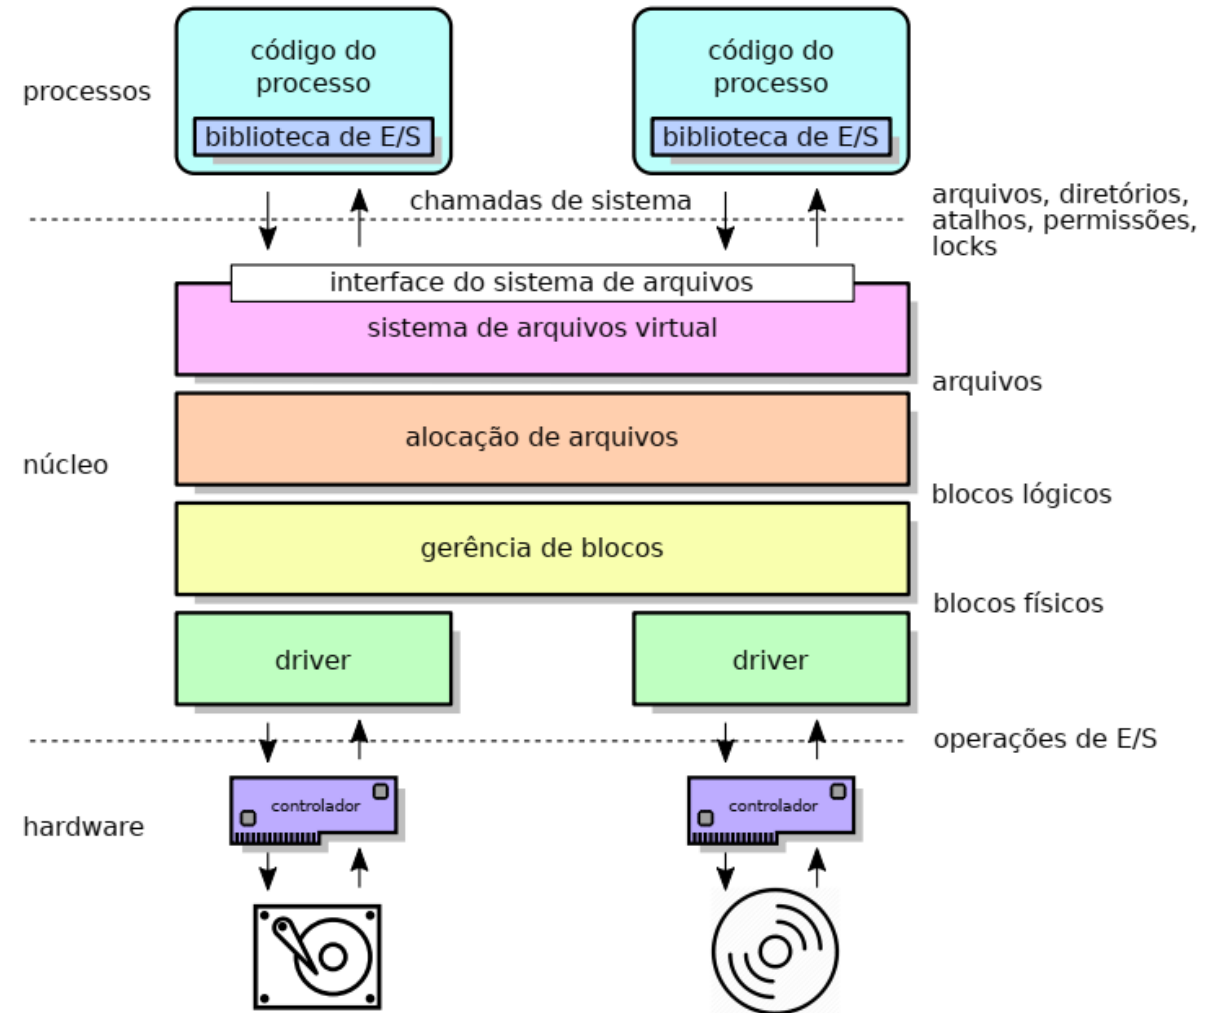 código do
processo
biblioteca de E/S
código do
processo
biblioteca de E/S
processos
chamadas de sistema
arquivos, diretórios,
atalhos, permissões,
locks
interface do sistema de arquivos
sistema de arquivos virtual
arquivos
alocação de arquivos
núcleo
blocos lógicos
gerência de blocos
blocos físicos
driver
driver
operações de E/S
controlador
controlador
hardware